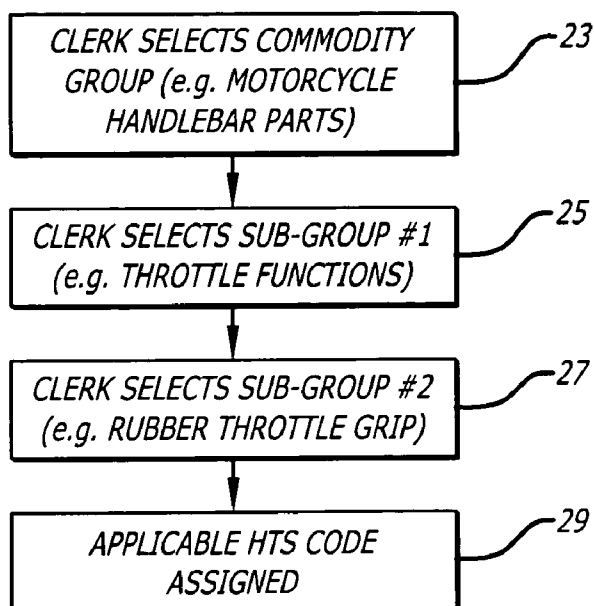 CLERK SELECTS COMMODITY
GROUP (e.g. MOTORCYCLE
HANDLEBAR PARTS)
23
CLERK SELECTS SUB-GROUP #1
(e.g. THROTTLE FUNCTIONS)
25
CLERK SELECTS SUB-GROUP #2
(e.g. RUBBER THROTTLE GRIP)
27
APPLICABLE HTS CODE
ASSIGNED
29